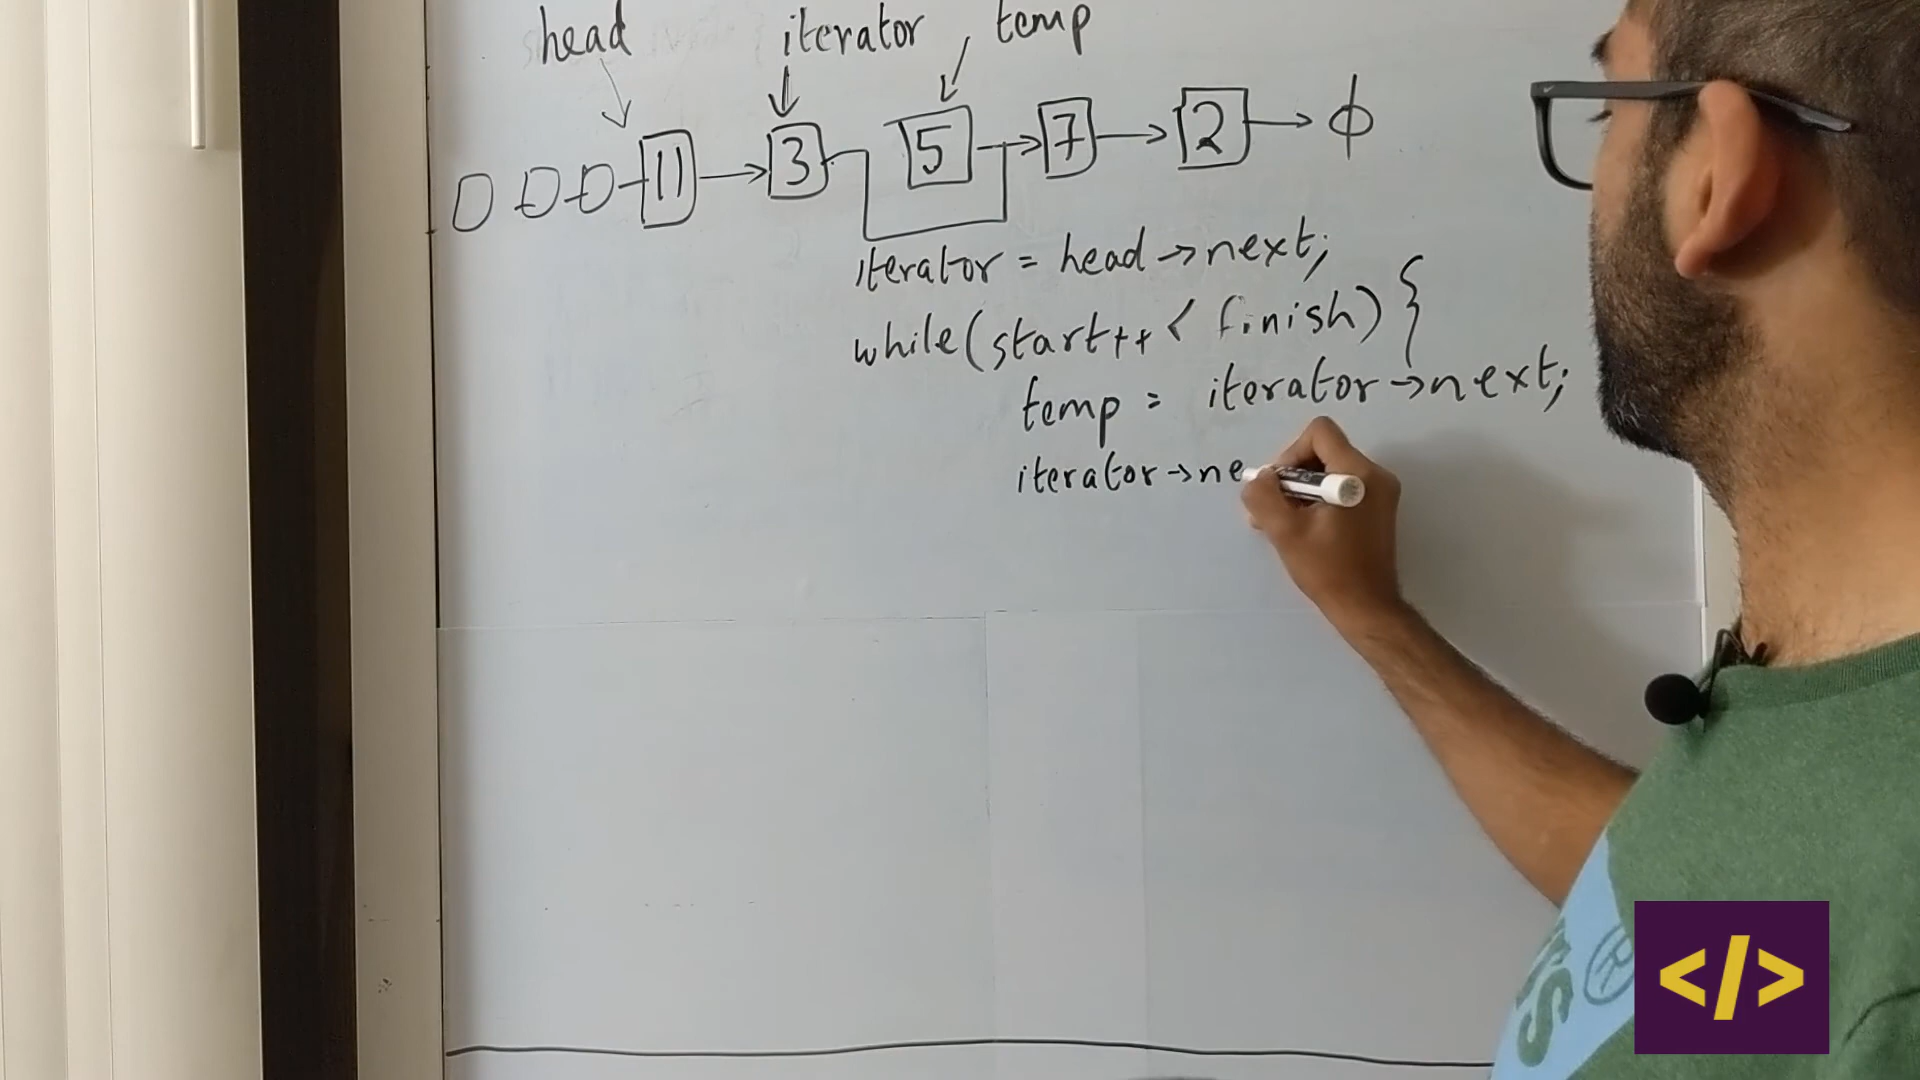 head iterator temp
11 → 3 5 → 7 → 2 → ϕ
iterator = head → next;
while(start++ < finish) {
temp = iterator → next;
iterator → ne
</>